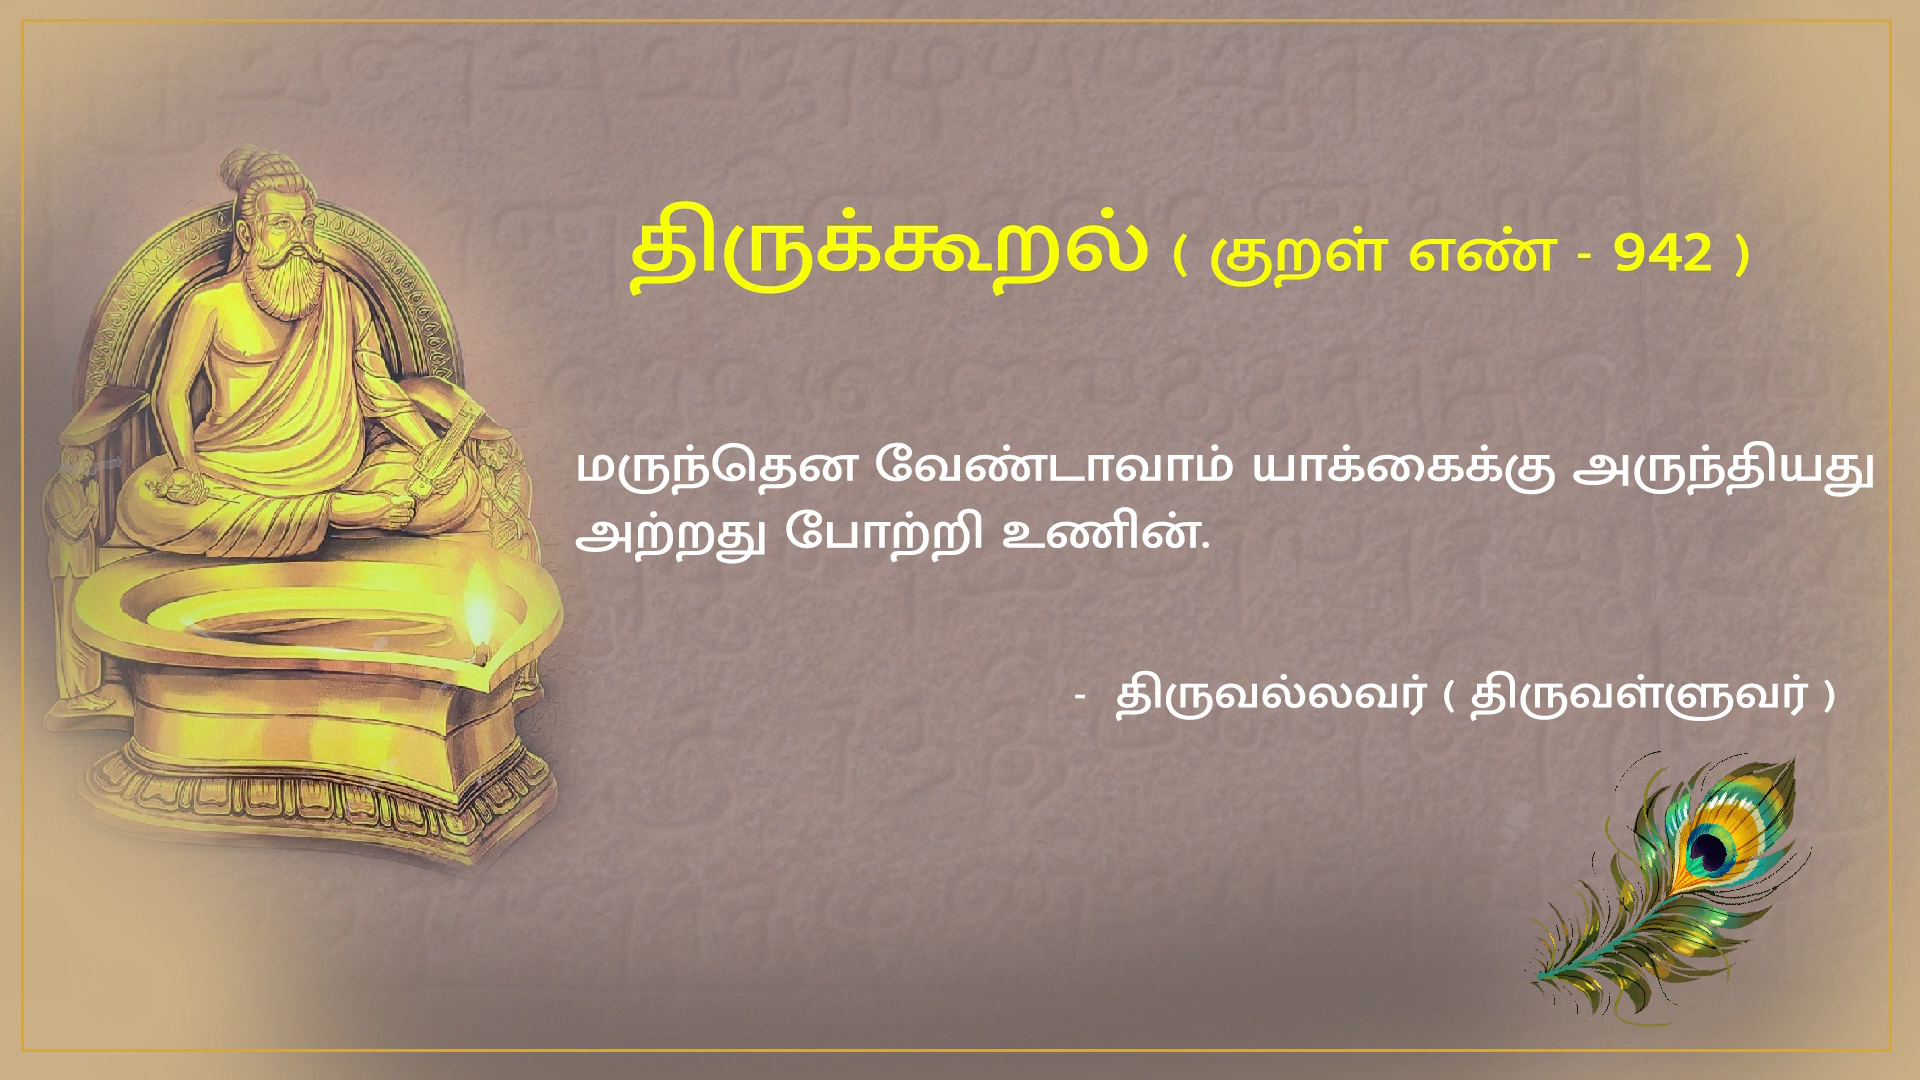 திருக்கூறல் ( குறள் எண் - 942 )
மருந்தென வேண்டாவாம் யாக்கைக்கு அருந்தியது
அற்றது போற்றி உணின்.
- திருவல்லவர் ( திருவள்ளுவர் )